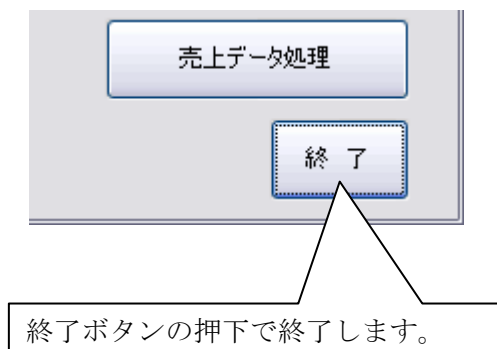 売上データ処理
終 了
終了ボタンの押下で終了します。